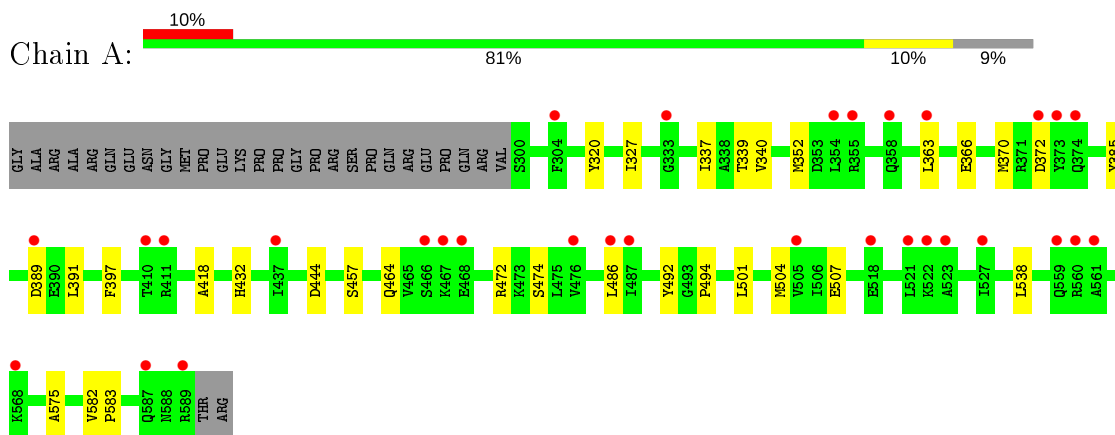 10%
Chain A:
81% 10% 9%
GLY ALA ARG ALA ARG GLN GLU ASN GLY MET PRO GLU LYS PRO PRO GLY PRO ARG SER PRO GLN ARG GLU PRO GLN ARG VAL S300 F304 Y320 I327 G333 I337 A338 T339 V340 M352 D353 L354 R355 Q358 L363 E366 M370 R371 D372 Y373 Q374 Y385
D389 E390 L391 F397 T410 R411 A418 H432 I437 D444 S457 Q464 V465 S466 K467 E468 R472 K473 S474 L475 V476 L486 I487 Y492 G493 P494 L501 M504 V505 I506 E507 E518 L521 K522 A523 I527 L538 Q559 R560 A561
K568 A575 V582 P583 Q587 N588 R589 THR ARG